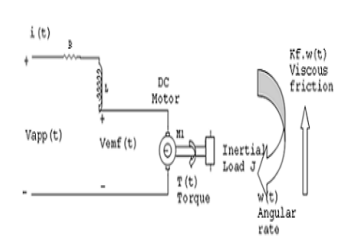 i(t)
R
L
+
+
Vapp(t)
Vemf(t)
-
-
DC
Motor
M1
T(t)
Torque
Inertial
Load J
Kf.w(t)
Viscous
friction
w(t)
Angular
rate